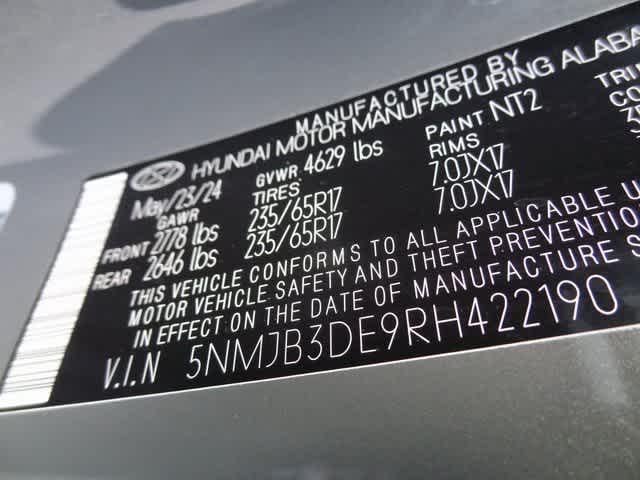 MANUFACTURED BY
HYUNDAI MOTOR MANUFACTURING ALABA
May/23/24 GVWR 4629 lbs PAINT NT2 TRU
GAWR TIRES RIMS CO
FRONT 2778 lbs 235/65R17 7.0JX17
REAR 2646 lbs 235/65R17 7.0JX17
THIS VEHICLE CONFORMS TO ALL APPLICABLE U
MOTOR VEHICLE SAFETY AND THEFT PREVENTION
IN EFFECT ON THE DATE OF MANUFACTURE S
V.I.N 5NMJB3DE9RH422190